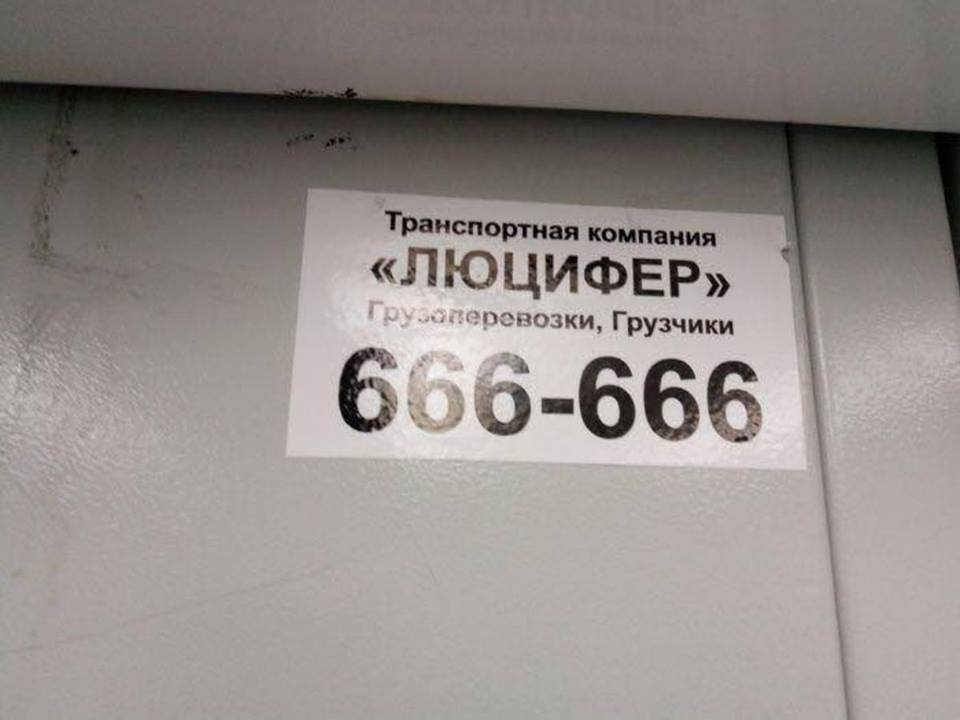 Транспортная компания
«ЛЮЦИФЕР»
Грузоперевозки, Грузчики
666-666